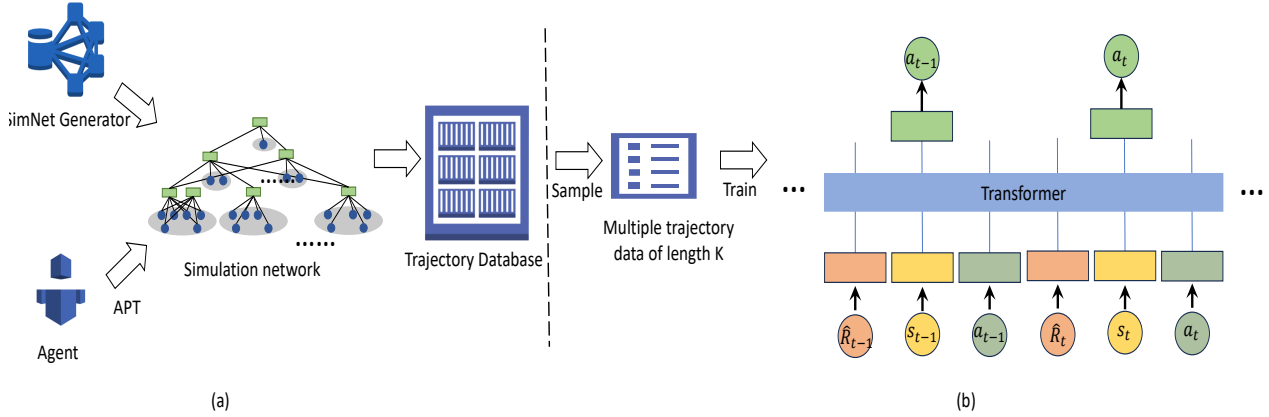 SimNet Generator
Agent
APT
Simulation network
......
......
Trajectory Database
(a)
Sample
Multiple trajectory
data of length K
Train
...
a_{t−1}
a_t
Transformer
...
R̂_{t−1}
s_{t−1}
a_{t−1}
R̂_t
s_t
a_t
(b)